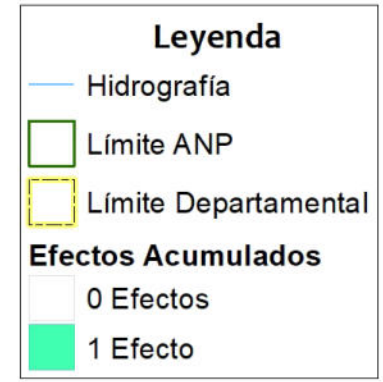 Leyenda
Hidrografía
Límite ANP
Límite Departamental
Efectos Acumulados
0 Efectos
1 Efecto